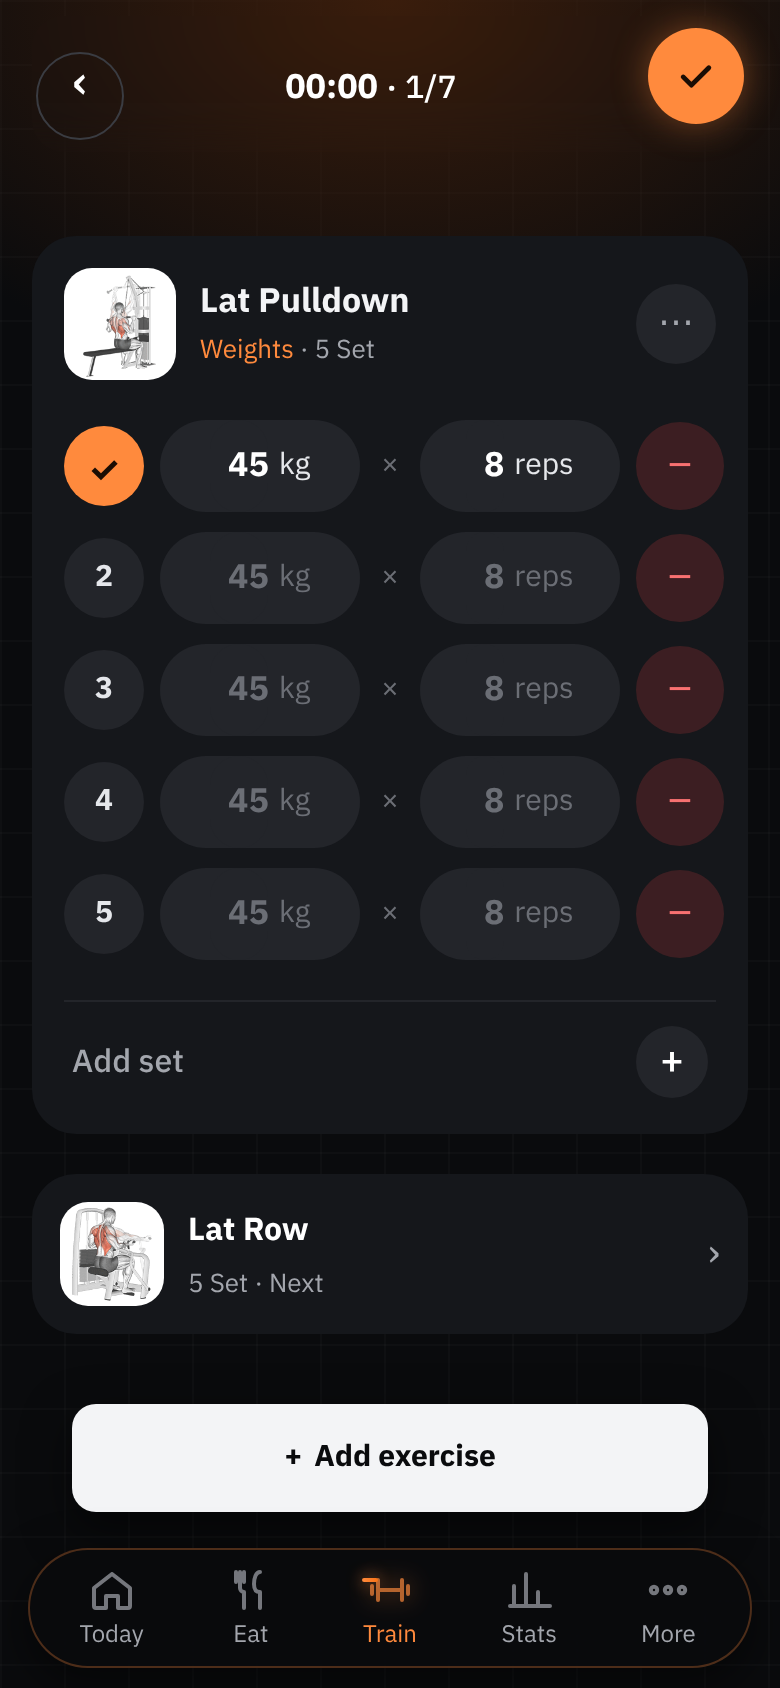 00:00 · 1/7
Lat Pulldown
Weights · 5 Set
45 kg × 8 reps
2 45 kg × 8 reps
3 45 kg × 8 reps
4 45 kg × 8 reps
5 45 kg × 8 reps
Add set +
Lat Row
5 Set · Next
+ Add exercise
Today Eat Train Stats More